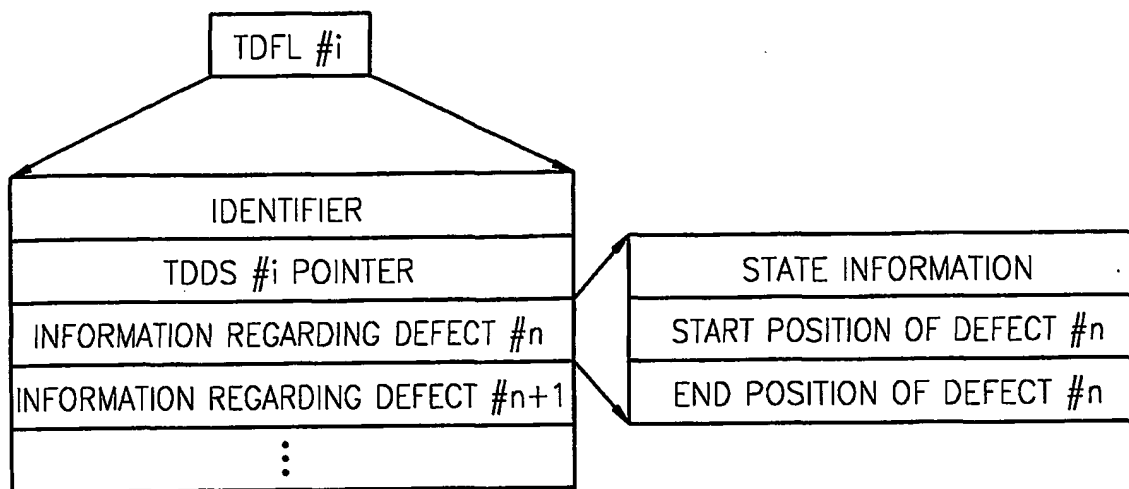 TDFL #i
IDENTIFIER
TDDS #i POINTER
INFORMATION REGARDING DEFECT #n
INFORMATION REGARDING DEFECT #n+1
STATE INFORMATION
START POSITION OF DEFECT #n
END POSITION OF DEFECT #n